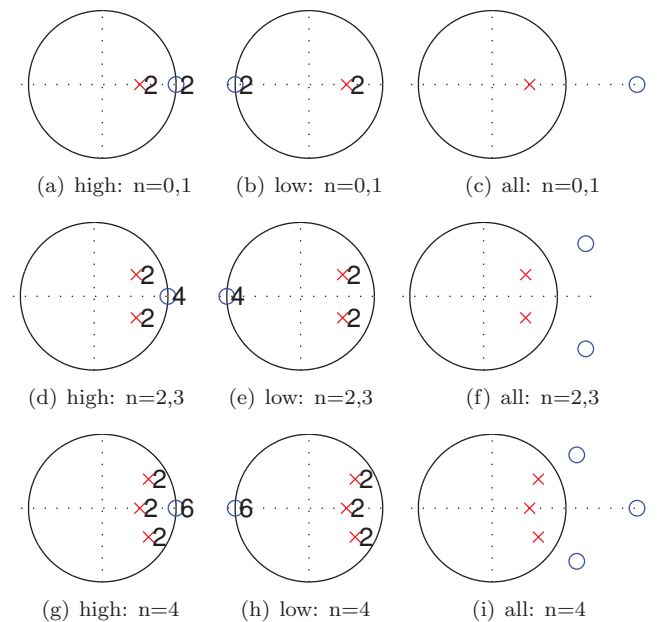 2 2 2 2
(a) high: n=0,1 (b) low: n=0,1 (c) all: n=0,1
2 2
4 4
2 2
(d) high: n=2,3 (e) low: n=2,3 (f) all: n=2,3
2 2
2 6 6 2
2 2
(g) high: n=4 (h) low: n=4 (i) all: n=4